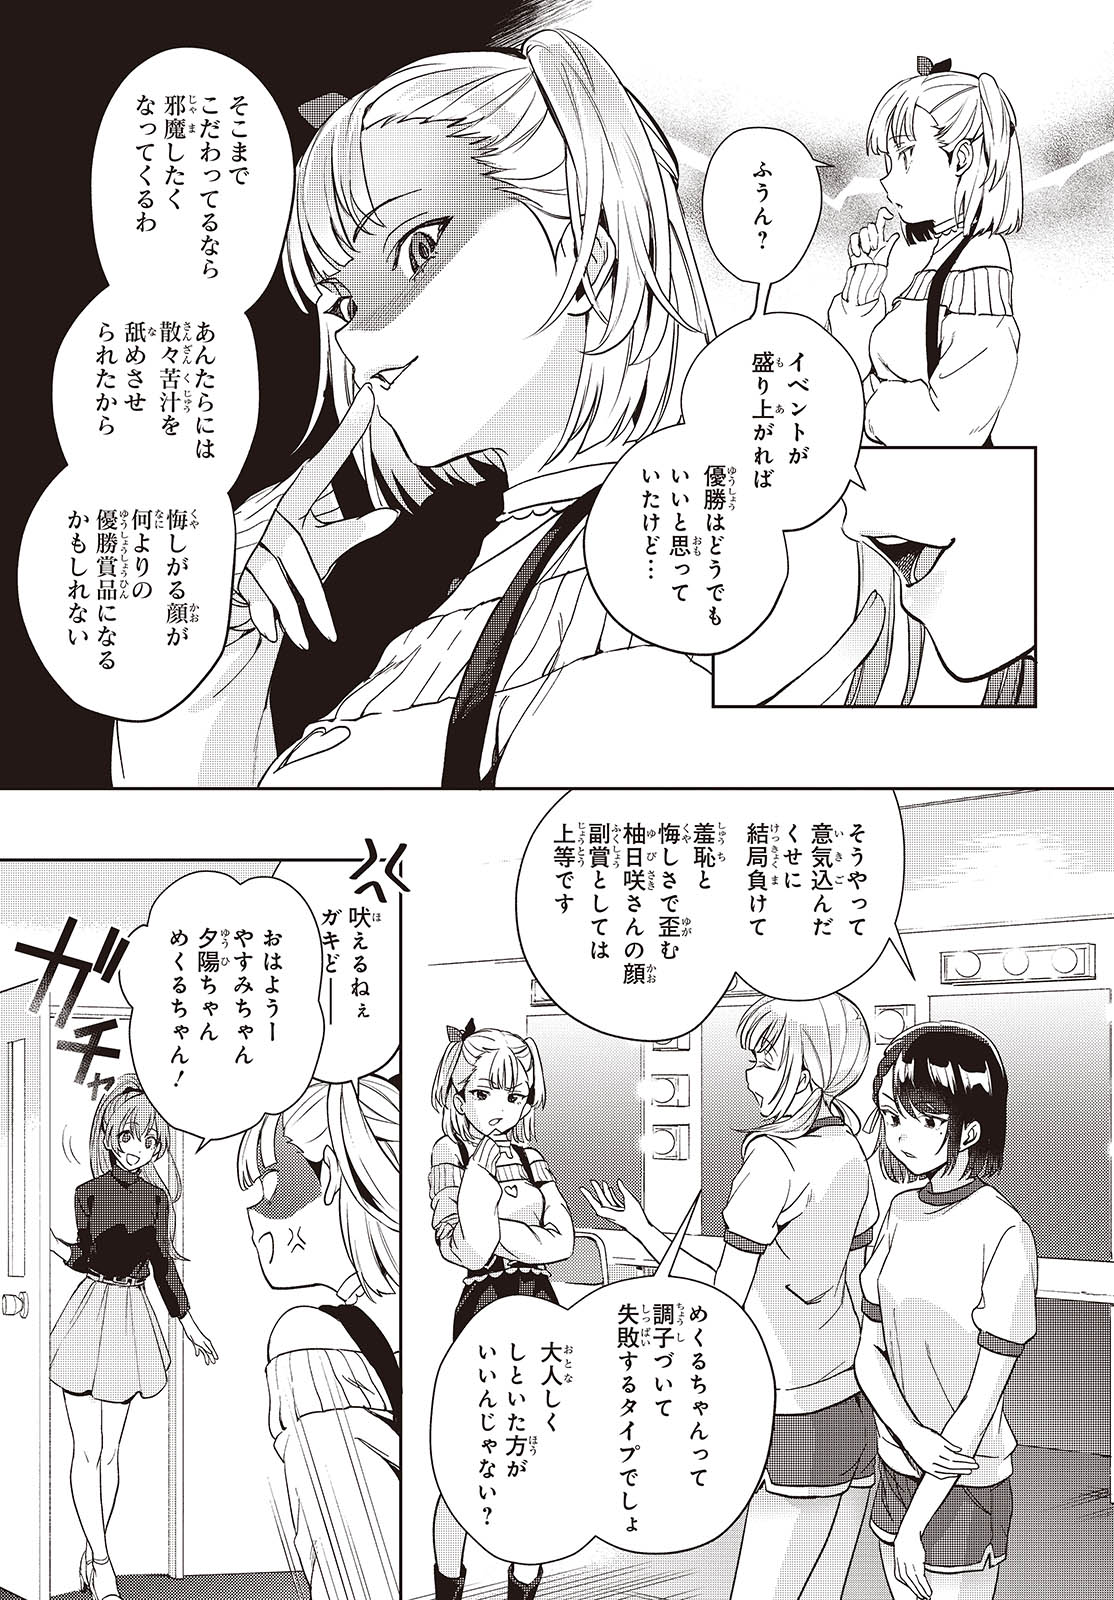 ふうん？
イベントが
盛り上がれば
優勝はどうでも
いいと思って
いたけど…
そこまで
こだわってるなら
邪魔したく
なってくるわ
あんたらには
散々苦汁を
舐めさせ
られたから
悔しがる顔が
何よりの
優勝賞品になる
かもしれない
そうやって
意気込んだ
くせに
結局負けて
羞恥と
悔しさで歪む
柚日咲さんの顔
副賞としては
上等です
めくるちゃんって
調子づいて
失敗するタイプでしょ
大人しく
しといた方が
いいんじゃない？
吠えるねぇ
ガキどーー
おはようー
やすみちゃん
夕陽ちゃん
めくるちゃん！
ガチャ